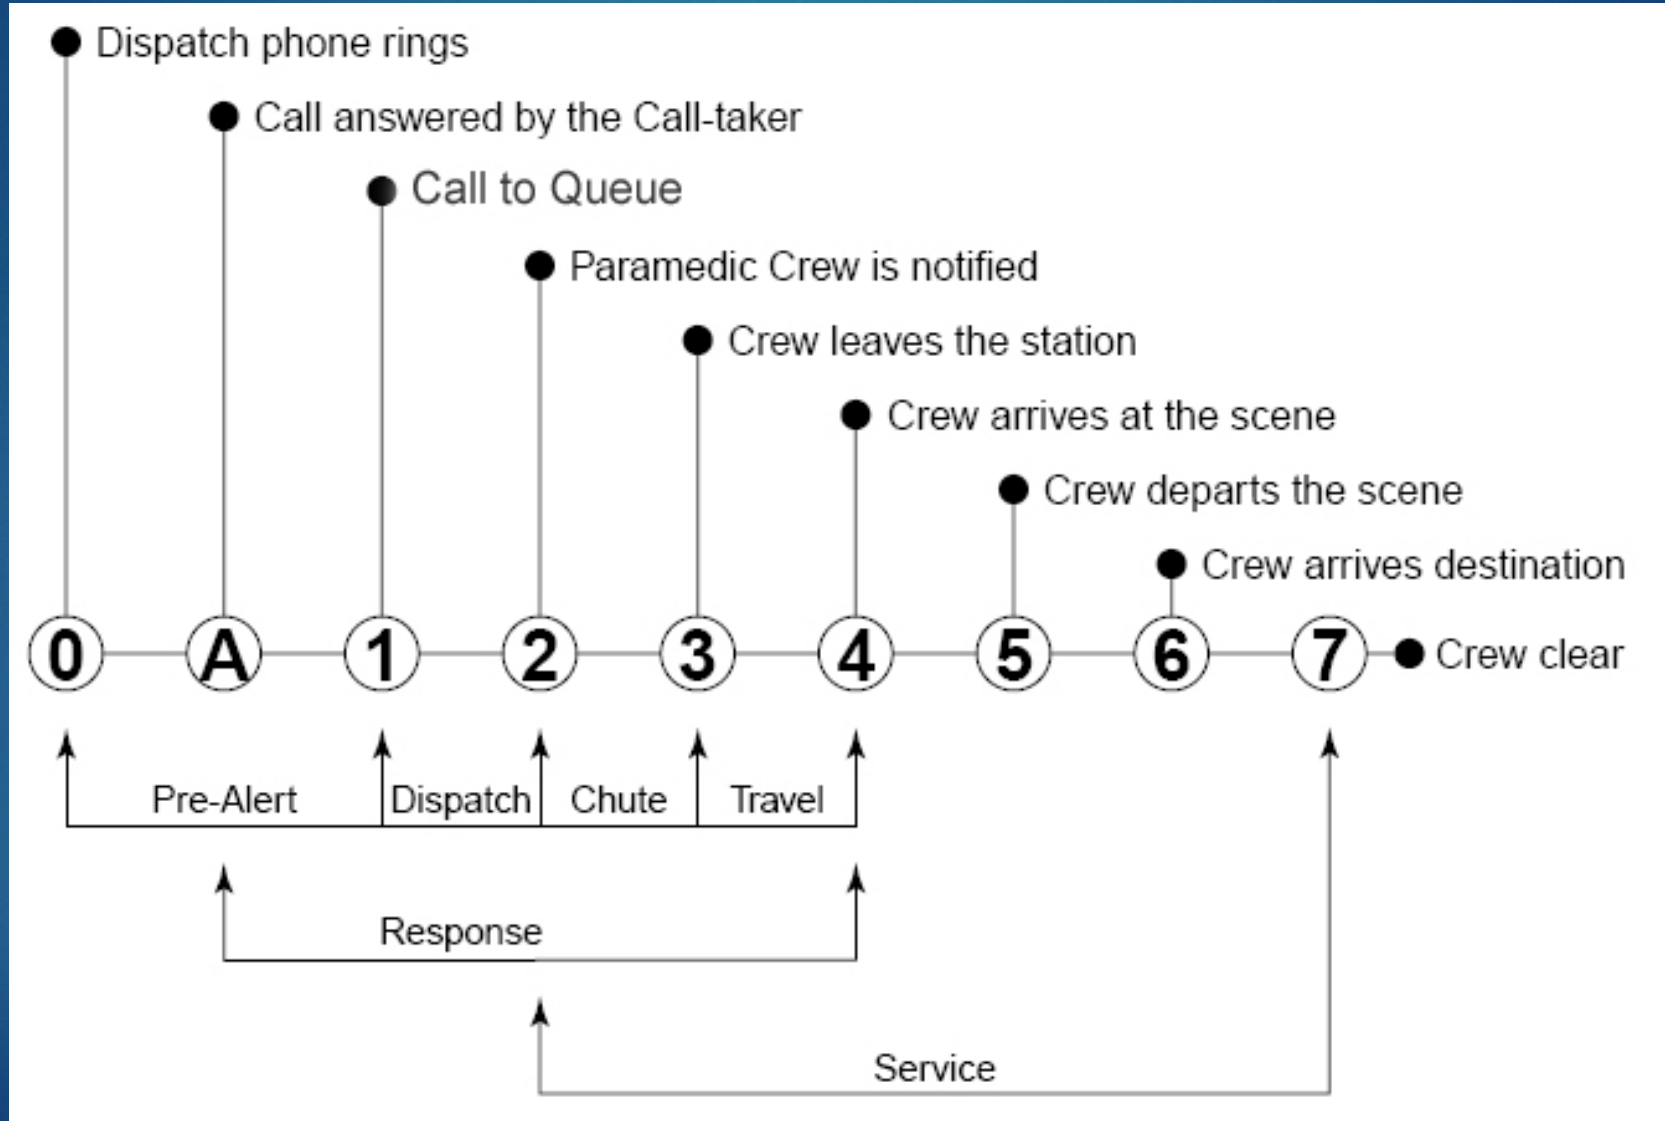 Dispatch phone rings
Call answered by the Call-taker
Call to Queue
Paramedic Crew is notified
Crew leaves the station
Crew arrives at the scene
Crew departs the scene
Crew arrives destination
0 A 1 2 3 4 5 6 7 Crew clear
Pre-Alert Dispatch Chute Travel
Response
Service